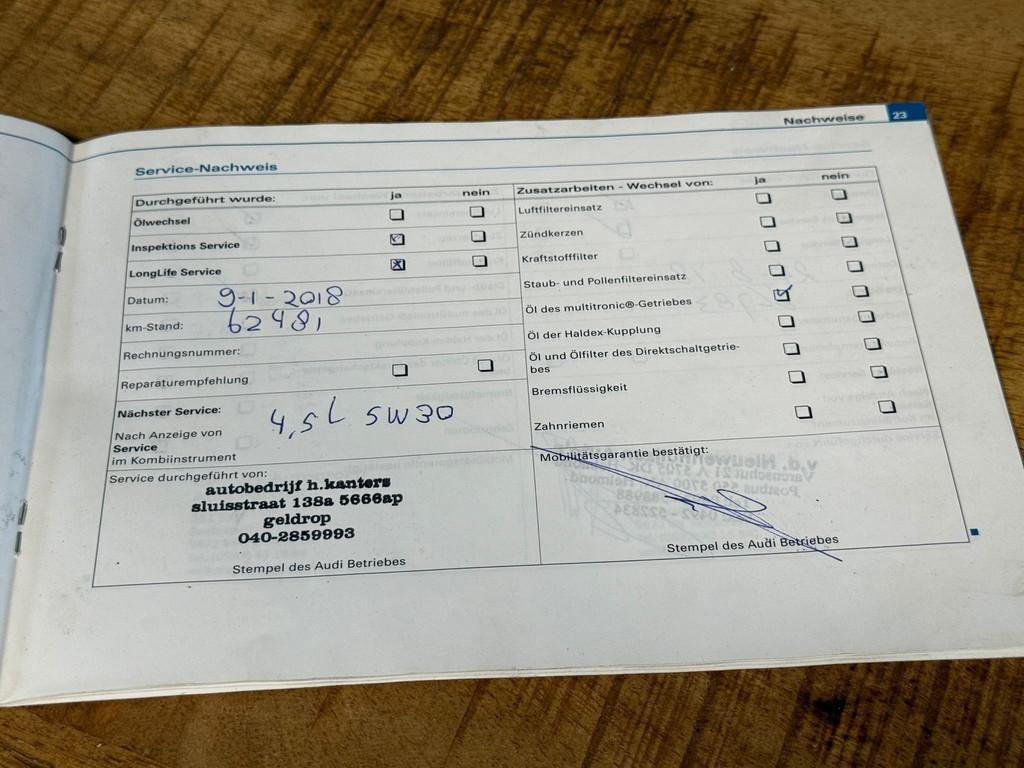 Nachweise 23
Service-Nachweis
Durchgeführt wurde: ja nein
Ölwechsel
Inspektions Service
LongLife Service
Datum: 9-1-2018
km-Stand: 62481
Rechnungsnummer:
Reparaturempfehlung
Nächster Service:
Nach Anzeige von
Service
im Kombiinstrument
4,5L 5W30
Service durchgeführt von:
autobedrijf h.kanters
sluisstraat 138a 5666ap
geldrop
040-2859993
Stempel des Audi Betriebes
Zusatzarbeiten - Wechsel von: ja nein
Luftfiltereinsatz
Zündkerzen
Kraftstofffilter
Staub- und Pollenfiltereinsatz
Öl des multitronic®-Getriebes
Öl der Haldex-Kupplung
Öl und Ölfilter des Direktschaltgetrie-
bes
Bremsflüssigkeit
Zahnriemen
Mobilitätsgarantie bestätigt:
Stempel des Audi Betriebes